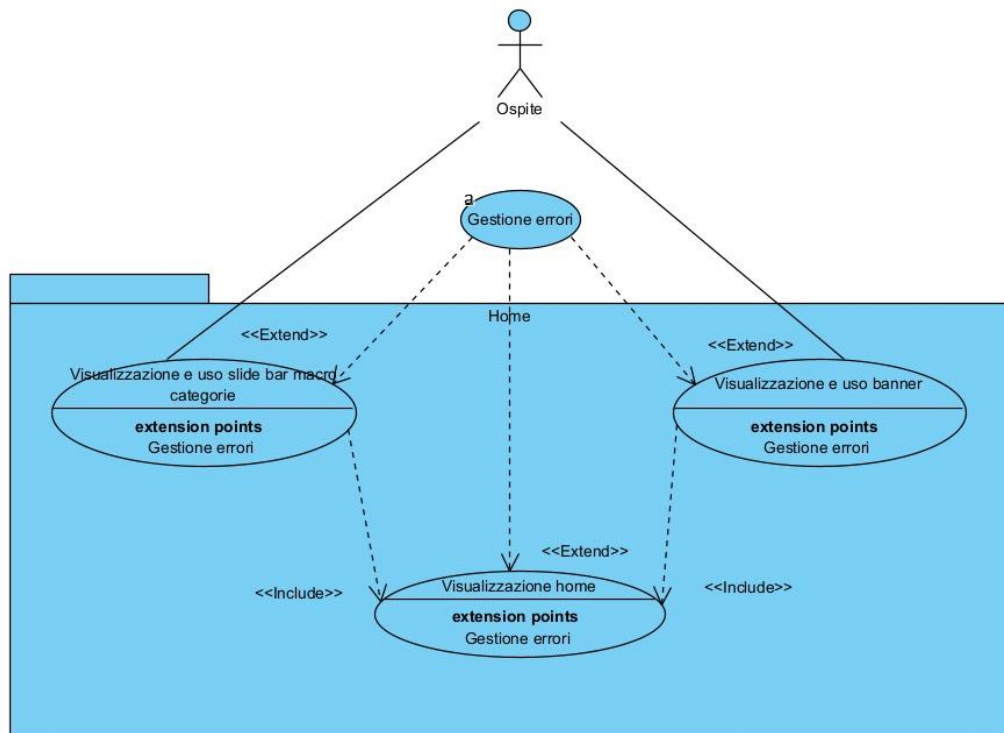 Ospite
a
Gestione errori
Home
<<Extend>>
<<Extend>>
Visualizzazione e uso slide bar macro
categorie
extension points
Gestione errori
Visualizzazione e uso banner
extension points
Gestione errori
<<Extend>>
<<Include>>
<<Include>>
Visualizzazione home
extension points
Gestione errori